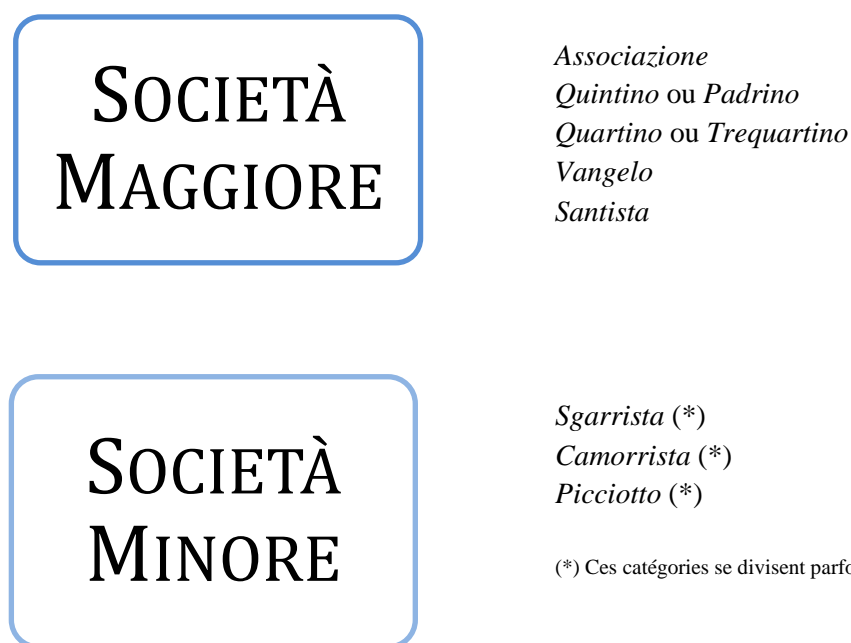 SOCIETÀ
MAGGIORE
Associazione
Quintino ou Padrino
Quartino ou Trequartino
Vangelo
Santista
SOCIETÀ
MINORE
Sgarrista (*)
Camorrista (*)
Picciotto (*)
(*) Ces catégories se divisent